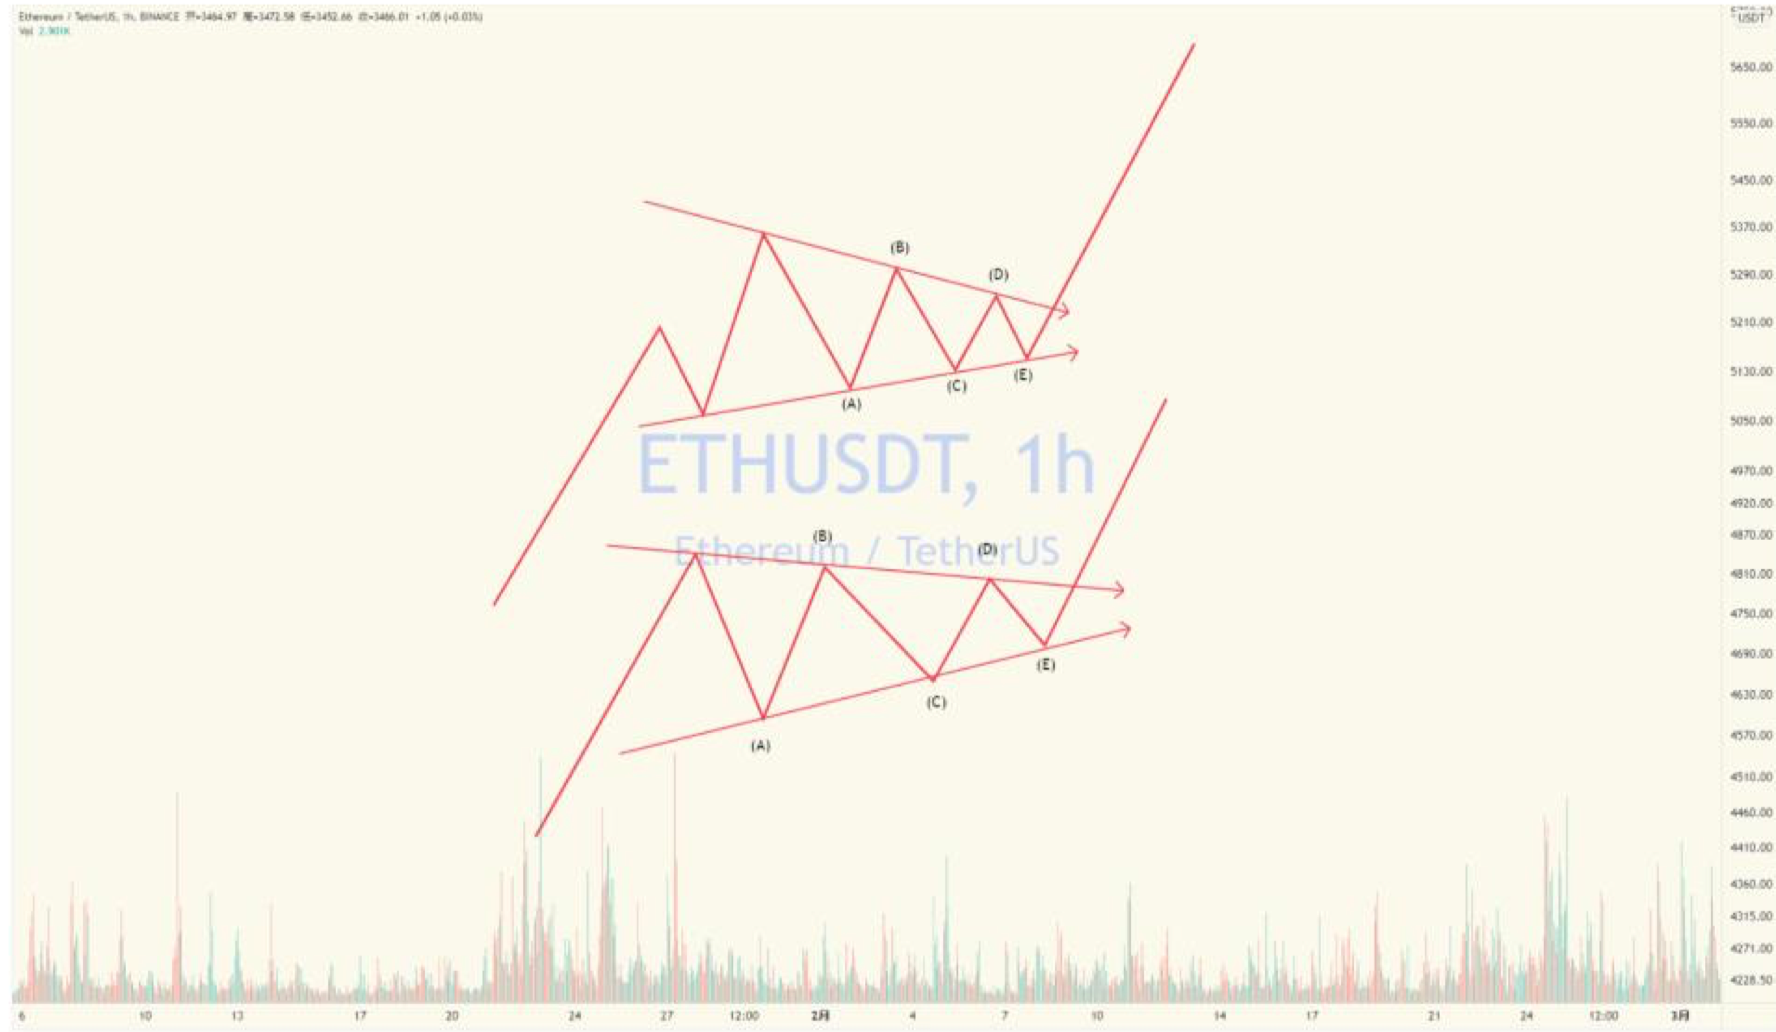 Ethereum / TetherUS, 1h, BINANCE 开=3464.97 高=3472.58 低=3452.66 收=3466.01 +1.05 (+0.03%)
Vol 2.901K
USDT
5650.00
5550.00
5450.00
5370.00
(B)
(D)
5290.00
5210.00
5130.00
(E)
(C)
(A)
5050.00
ETHUSDT, 1h
4970.00
4920.00
4870.00
(B)
Ethereum / TetherUS
(D)
4810.00
4750.00
4690.00
(E)
4630.00
(C)
4570.00
(A)
4510.00
4460.00
4410.00
4360.00
4315.00
4271.00
4228.50
6 10 13 17 20 24 27 12:00 2月 4 7 10 14 17 21 24 12:00 3月